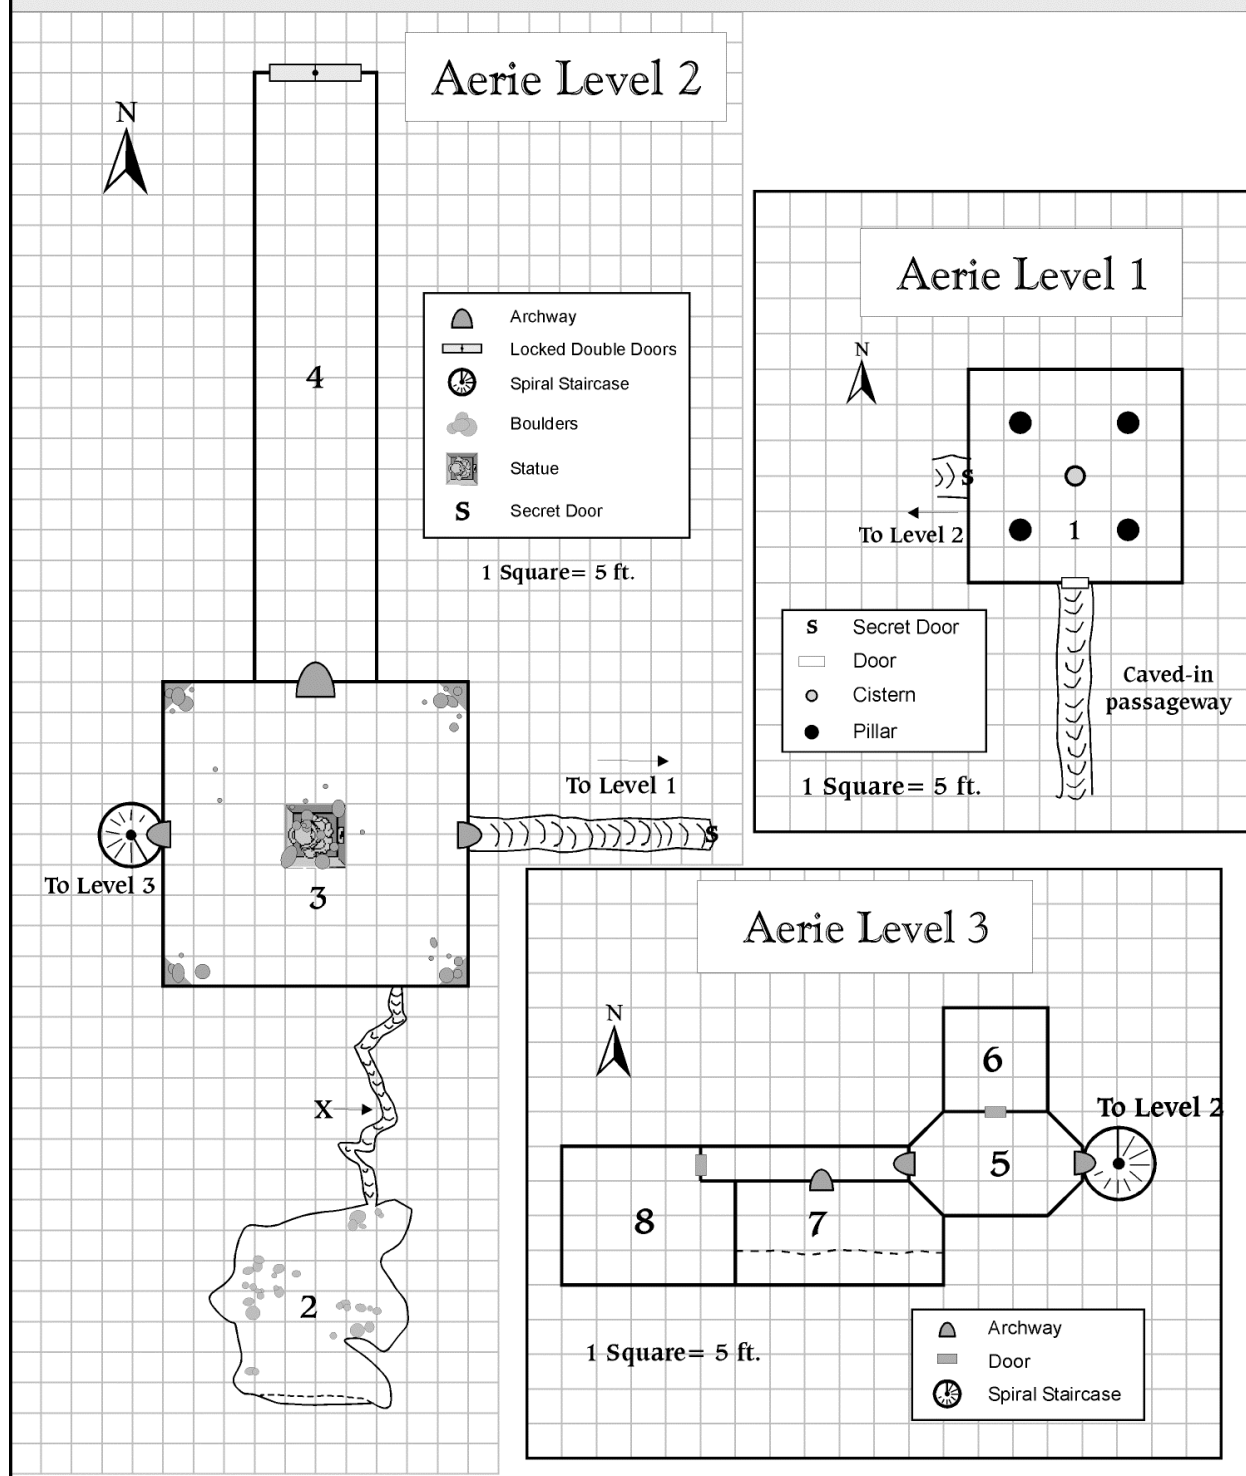 Aerie Level 2
N
4
Archway
Locked Double Doors
Spiral Staircase
Boulders
Statue
S Secret Door
1 Square= 5 ft.
To Level 1
S
To Level 3
3
X
2
Aerie Level 1
N
S
To Level 2
1
S Secret Door
Door
Cistern
Pillar
Caved-in
passageway
1 Square= 5 ft.
Aerie Level 3
N
6
To Level 2
5
8
7
1 Square= 5 ft.
Archway
Door
Spiral Staircase